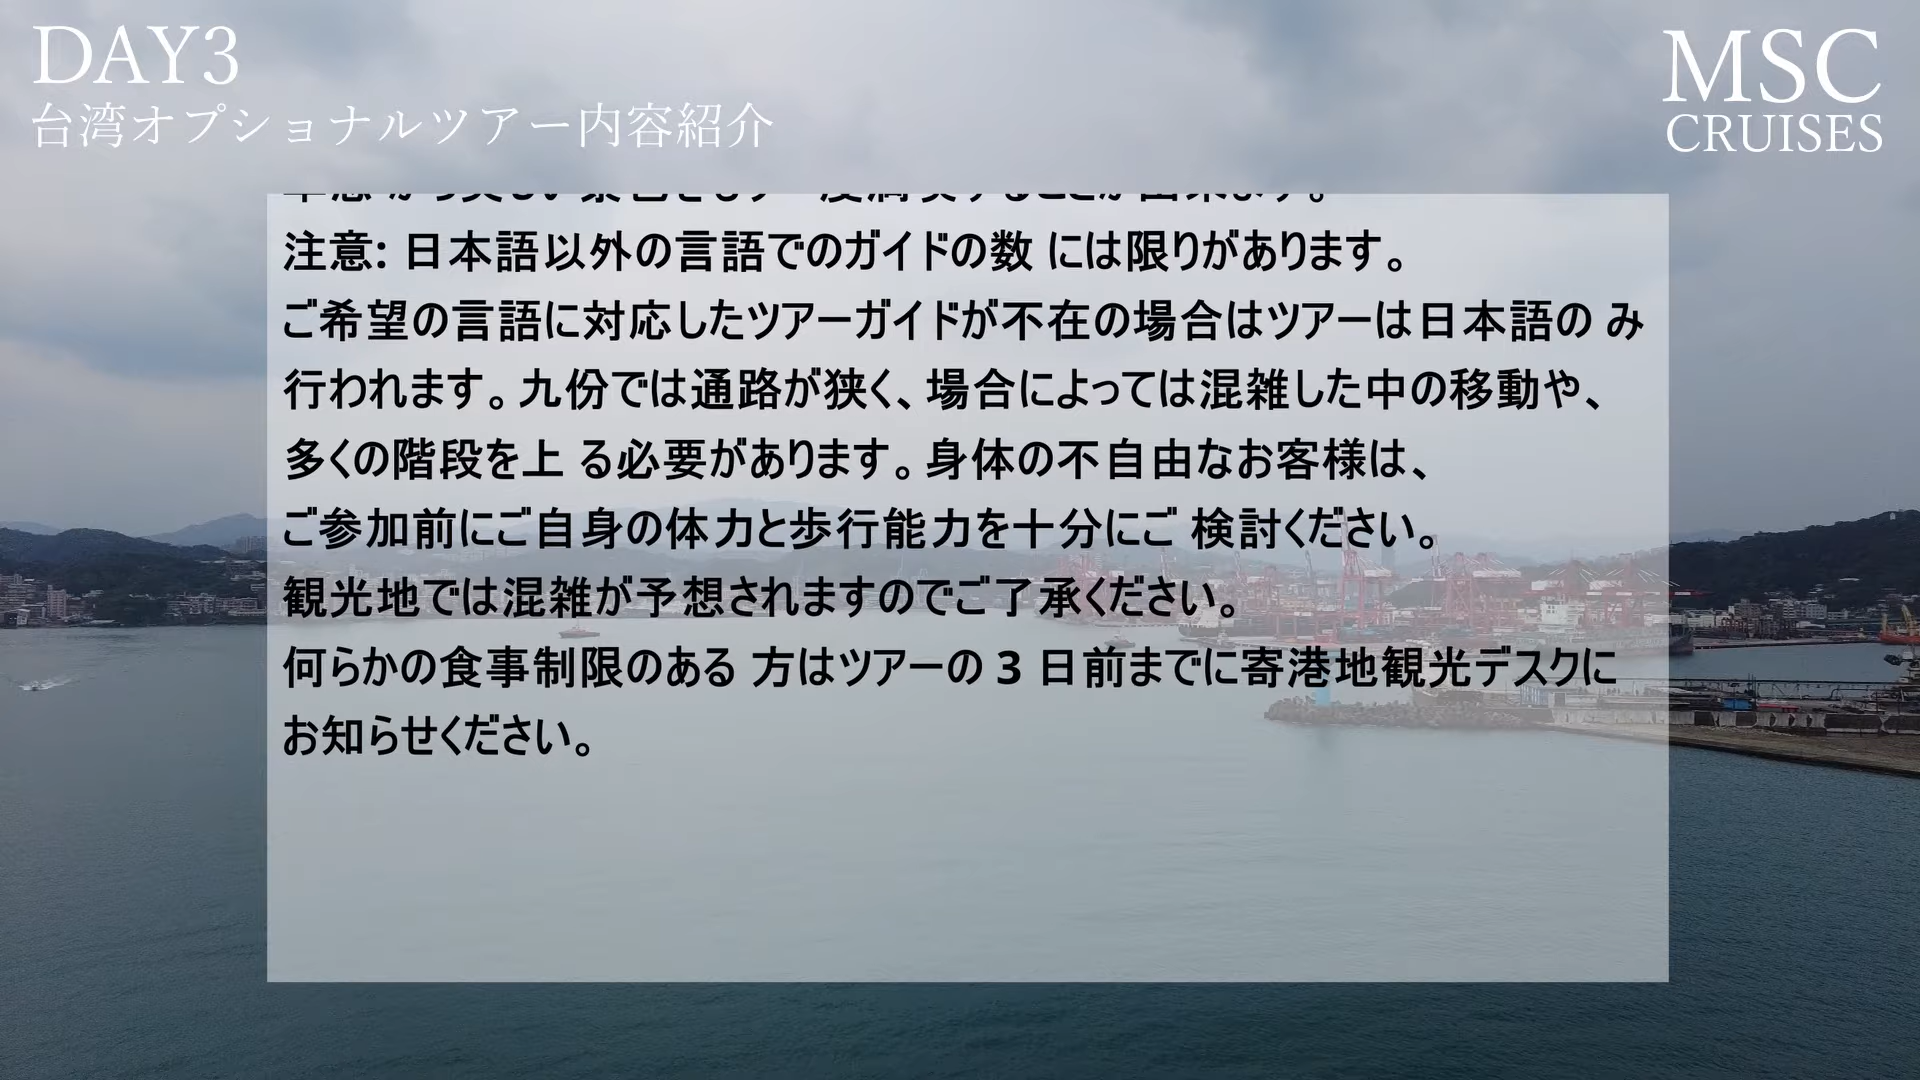 DAY3
台湾オプショナルツアー内容紹介
MSC
CRUISES
注意: 日本語以外の言語でのガイドの数 には限りがあります。
ご希望の言語に対応したツアーガイドが不在の場合はツアーは日本語の み
行われます。九份では通路が狭く、場合によっては混雑した中の移動や、
多くの階段を上 る必要があります。身体の不自由なお客様は、
ご参加前にご自身の体力と歩行能力を十分にご 検討ください。
観光地では混雑が予想されますのでご了承ください。
何らかの食事制限のある 方はツアーの 3 日前までに寄港地観光デスクに
お知らせください。